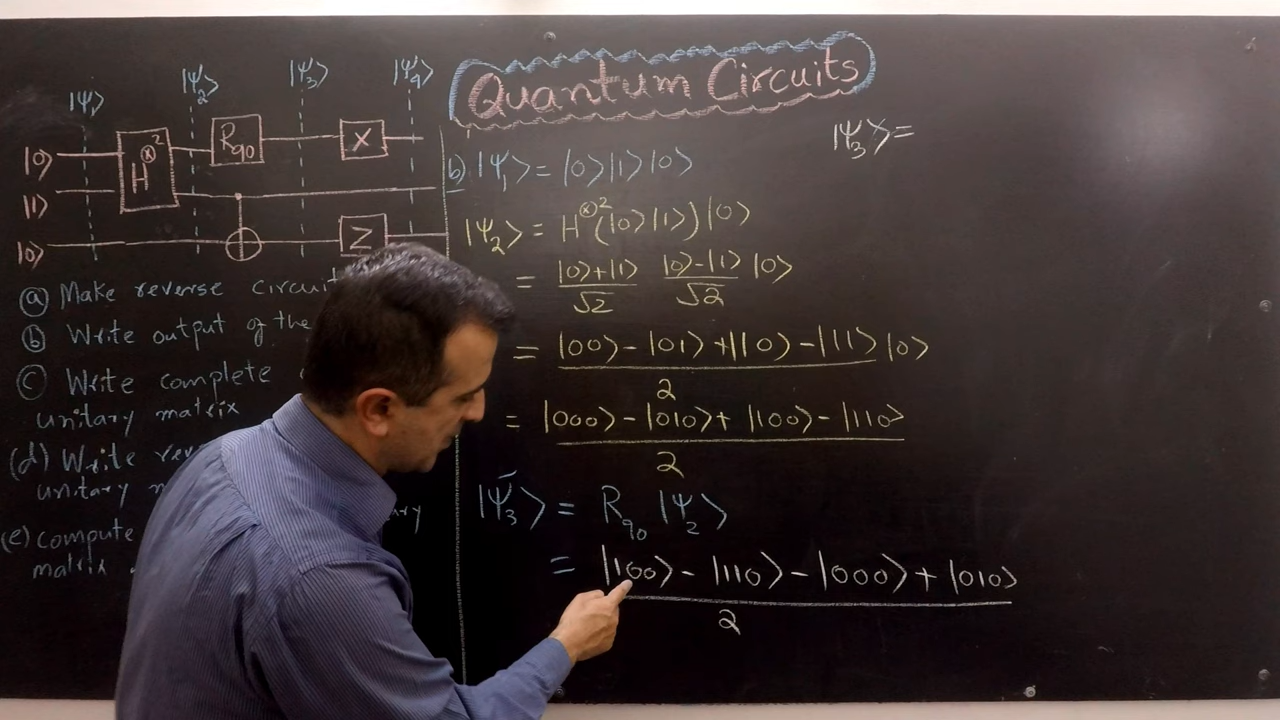 Quantum Circuits
|Ψ⟩ |Ψ₂⟩ |Ψ₃⟩ |Ψ₄⟩
|0⟩ H^⊗2 R₉₀ X
|1⟩
|0⟩ Z
(a) Make reverse circuit
(b) Write output of the
(c) Write complete
unitary matrix
(d) Write
unitary
(e) compute
matrix
b) |Ψ₁⟩ = |0⟩|1⟩|0⟩
|Ψ₂⟩ = H^⊗2(|0⟩|1⟩)|0⟩
= |0⟩+|1⟩/√2 |0⟩-|1⟩/√2 |0⟩
= |00⟩ - |01⟩ + |10⟩ - |11⟩/2 |0⟩
= |000⟩ - |010⟩ + |100⟩ - |110⟩/2
|Ψ₃⁻⟩ = R₉₀ |Ψ₂⟩
= |100⟩ - |110⟩ - |000⟩ + |010⟩/2
|Ψ₃⟩ =